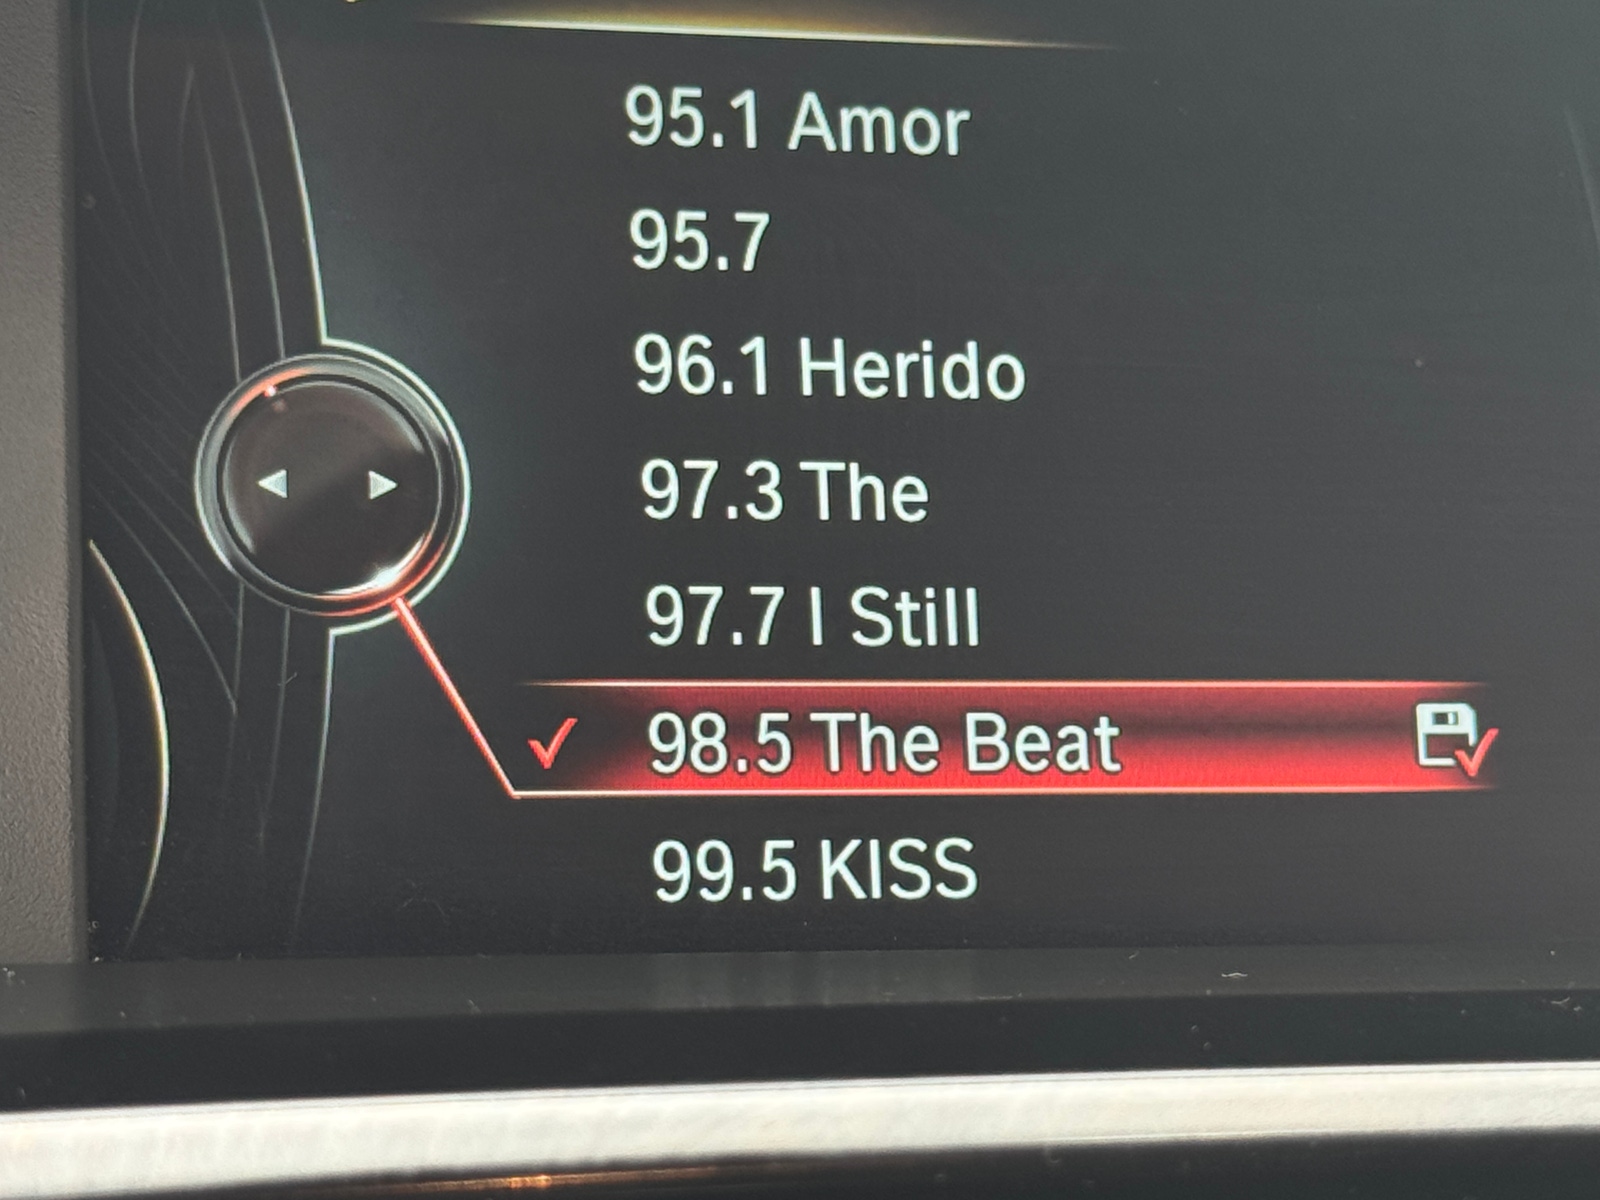 95.1 Amor
95.7
96.1 Herido
97.3 The
97.7 I Still
98.5 The Beat
99.5 KISS